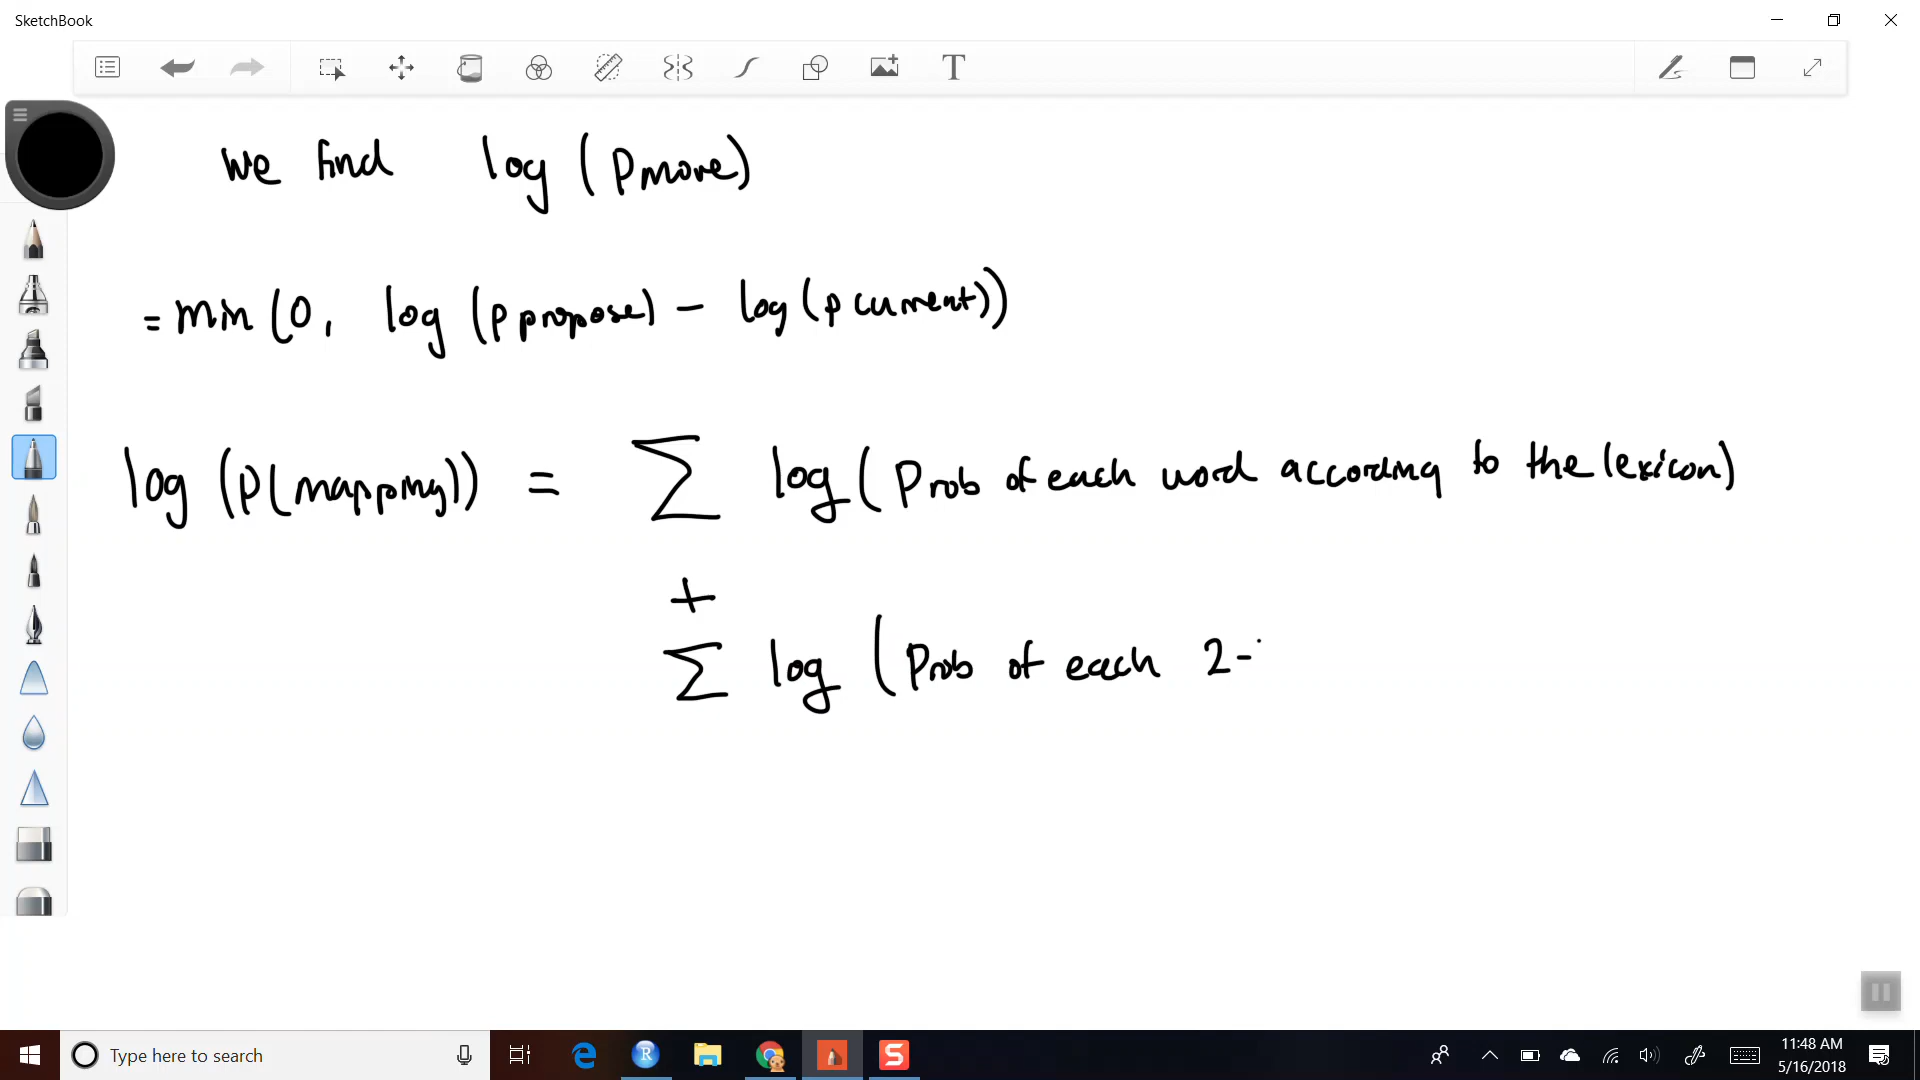 SketchBook
T
we find log (Pmove)
= min (0, log (p propose) - log (p current))
log (p(mapping)) = Σ log (Prob of each word according to the lexicon)
+
Σ log (Prob of each 2-
Type here to search
11:48 AM
5/16/2018